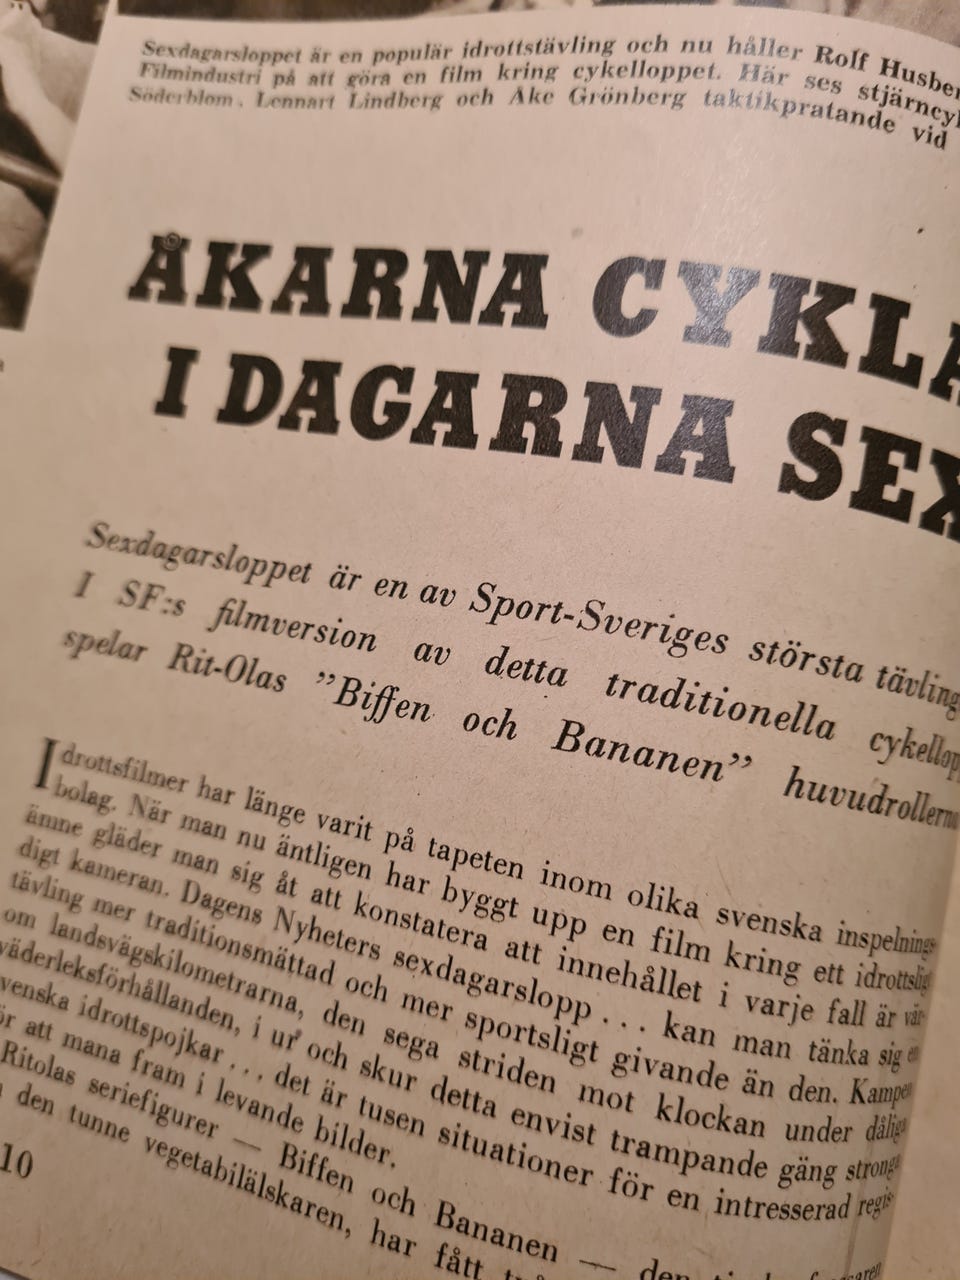 Sexdagarsloppet är en populär idrottstävling och nu håller Rolf Husber
Filmindustri på att göra en film kring cykelloppet. Här ses stjärncyk
Söderblom, Lennart Lindberg och Åke Grönberg taktikpratande vid
ÅKARNA CYKLA
I DAGARNA SEX
Sexdagarsloppet är en av Sport-Sveriges största tävling
I SF:s filmversion av detta traditionella cykellop
spelar Rit-Olas "Biffen och Bananen" huvudrollerna
Idrottsfilmer har länge varit på tapeten inom olika svenska inspelnings
bolag. När man nu äntligen har byggt upp en film kring ett idrottsligt
ämne gläder man sig åt att konstatera att innehållet i varje fall är vär-
digt kameran. Dagens Nyheters sexdagarslopp... kan man tänka sig en
tävling mer traditionsmättad och mer sportsligt givande än den. Kampen
om landsvägskilometrarna, den sega striden mot klockan under dåliga
väderleksförhållanden, i ur och skur detta envist trampande gäng stronga
venska idrottspojkar... det är tusen situationer för en intresserad regis-
ör att mana fram i levande bilder.
Ritolas seriefigurer — Biffen och Bananen —
den tunne vegetabilälskaren, har fått
10